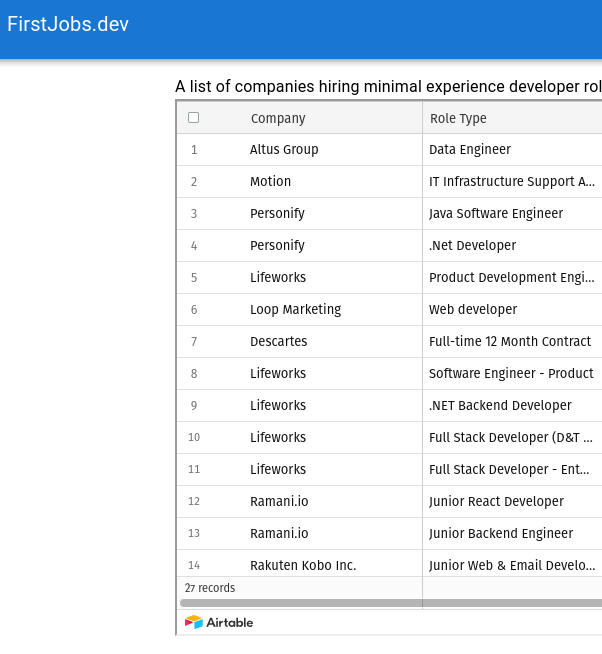 FirstJobs.dev
A list of companies hiring minimal experience developer rol
Company Role Type
1 Altus Group Data Engineer
2 Motion IT Infrastructure Support A...
3 Personify Java Software Engineer
4 Personify .Net Developer
5 Lifeworks Product Development Engi...
6 Loop Marketing Web developer
7 Descartes Full-time 12 Month Contract
8 Lifeworks Software Engineer - Product
9 Lifeworks .NET Backend Developer
10 Lifeworks Full Stack Developer (D&T ...
11 Lifeworks Full Stack Developer - Ent...
12 Ramani.io Junior React Developer
13 Ramani.io Junior Backend Engineer
14 Rakuten Kobo Inc. Junior Web & Email Develo...
27 records
Airtable